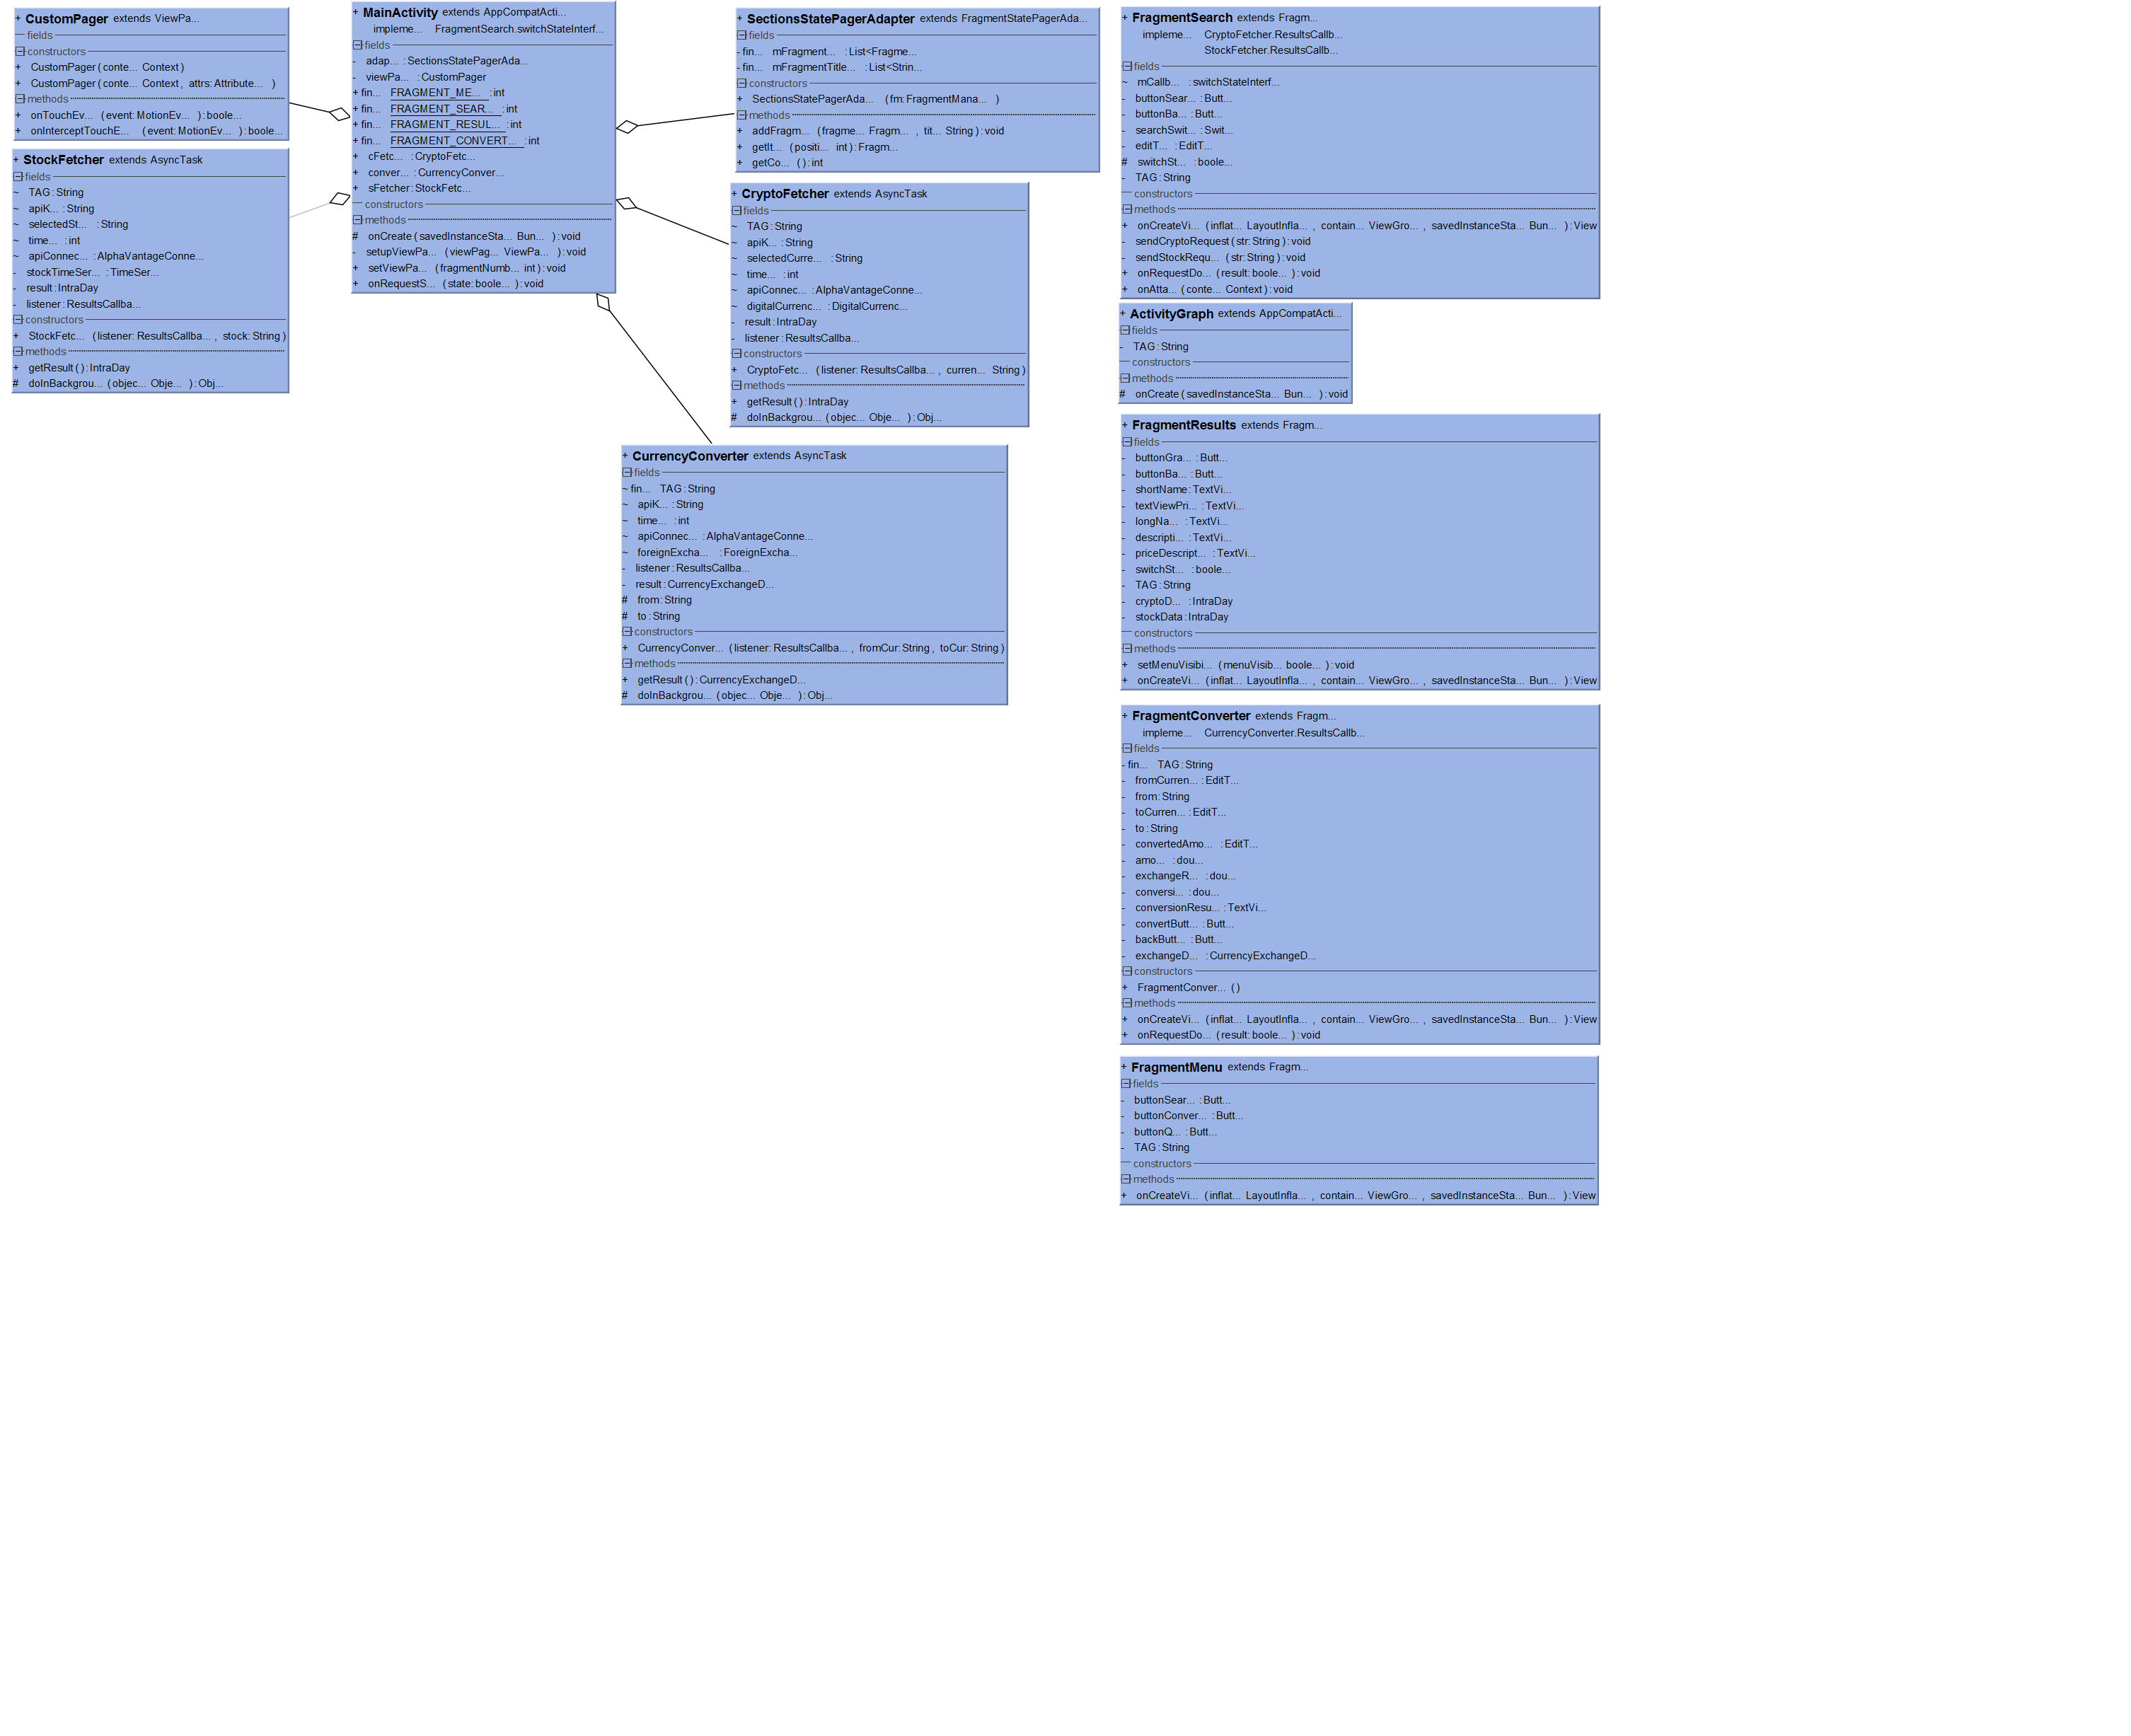 + CustomPager extends ViewPa...
fields
constructors
+ CustomPager(conte... Context)
+ CustomPager(conte... Context, attrs:Attribute... )
methods
+ onTouchEv... (event:MotionEv... ):boole...
+ onInterceptTouchE... (event:MotionEv... ):boole...
+ StockFetcher extends AsyncTask
fields
~ TAG:String
~ apiK... :String
~ selectedSt... :String
~ time... :int
~ apiConnec... :AlphaVantageConne...
- stockTimeSer... :TimeSer...
- result:IntraDay
- listener:ResultsCallba...
constructors
+ StockFetc... (listener:ResultsCallba... , stock:String)
methods
+ getResult():IntraDay
# doInBackgrou... (objec... Obje... ):Obj...
+ MainActivity extends AppCompatActi...
impleme... FragmentSearch.switchStateInterf...
fields
- adap... :SectionsStatePagerAda...
- viewPa... :CustomPager
+ fin... FRAGMENT_ME... :int
+ fin... FRAGMENT_SEAR... :int
+ fin... FRAGMENT_RESUL... :int
+ fin... FRAGMENT_CONVERT... :int
+ cFetc... :CryptoFetc...
+ conver... :CurrencyConver...
+ sFetcher:StockFetc...
constructors
methods
# onCreate(savedInstanceSta... Bun... ):void
- setupViewPa... (viewPag... ViewPa... ):void
+ setViewPa... (fragmentNumb... int):void
+ onRequestS... (state:boole... ):void
+ SectionsStatePagerAdapter extends FragmentStatePagerAda...
fields
- fin... mFragment... :List<Fragme...
- fin... mFragmentTitle... :List<Strin...
constructors
+ SectionsStatePagerAda... (fm:FragmentMana... )
methods
+ addFragm... (fragme... Fragm... , tit... String):void
+ getIt... (positi... int):Fragm...
+ getCo... ():int
+ CryptoFetcher extends AsyncTask
fields
~ TAG:String
~ apiK... :String
~ selectedCurre... :String
~ time... :int
~ apiConnec... :AlphaVantageConne...
~ digitalCurrenc... :DigitalCurrenc...
- result:IntraDay
- listener:ResultsCallba...
constructors
+ CryptoFetc... (listener:ResultsCallba... , curren... String)
methods
+ getResult():IntraDay
# doInBackgrou... (objec... Obje... ):Obj...
+ CurrencyConverter extends AsyncTask
fields
~ fin... TAG:String
~ apiK... :String
~ time... :int
~ apiConnec... :AlphaVantageConne...
~ foreignExcha... :ForeignExcha...
- listener:ResultsCallba...
- result:CurrencyExchangeD...
# from:String
# to:String
constructors
+ CurrencyConver... (listener:ResultsCallba... , fromCur:String, toCur:String)
methods
+ getResult():CurrencyExchangeD...
# doInBackgrou... (objec... Obje... ):Obj...
+ FragmentSearch extends Fragm...
impleme... CryptoFetcher.ResultsCallb...
StockFetcher.ResultsCallb...
fields
~ mCallb... :switchStateInterf...
- buttonSear... :Butt...
- buttonBa... :Butt...
- searchSwit... :Swit...
- editT... :EditT...
# switchSt... :boole...
- TAG:String
constructors
methods
+ onCreateVi... (inflat... LayoutInfla... , contain... ViewGro... , savedInstanceSta... Bun... ):View
- sendCryptoRequest(str:String):void
- sendStockRequ... (str:String):void
+ onRequestDo... (result:boole... ):void
+ onAtta... (conte... Context):void
+ ActivityGraph extends AppCompatActi...
fields
- TAG:String
constructors
methods
# onCreate(savedInstanceSta... Bun... ):void
+ FragmentResults extends Fragm...
fields
- buttonGra... :Butt...
- buttonBa... :Butt...
- shortName:TextVi...
- textViewPri... :TextVi...
- longNa... :TextVi...
- descripti... :TextVi...
- priceDescript... :TextVi...
- switchSt... :boole...
- TAG:String
- cryptoD... :IntraDay
- stockData:IntraDay
constructors
methods
+ setMenuVisibi... (menuVisib... boole... ):void
+ onCreateVi... (inflat... LayoutInfla... , contain... ViewGro... , savedInstanceSta... Bun... ):View
+ FragmentConverter extends Fragm...
impleme... CurrencyConverter.ResultsCallb...
fields
- fin... TAG:String
- fromCurren... :EditT...
- from:String
- toCurren... :EditT...
- to:String
- convertedAmo... :EditT...
- amo... :dou...
- exchangeR... :dou...
- conversi... :dou...
- conversionResu... :TextVi...
- convertButt... :Butt...
- backButt... :Butt...
- exchangeD... :CurrencyExchangeD...
constructors
+ FragmentConver... ()
methods
+ onCreateVi... (inflat... LayoutInfla... , contain... ViewGro... , savedInstanceSta... Bun... ):View
+ onRequestDo... (result:boole... ):void
+ FragmentMenu extends Fragm...
fields
- buttonSear... :Butt...
- buttonConver... :Butt...
- buttonQ... :Butt...
- TAG:String
constructors
methods
+ onCreateVi... (inflat... LayoutInfla... , contain... ViewGro... , savedInstanceSta... Bun... ):View